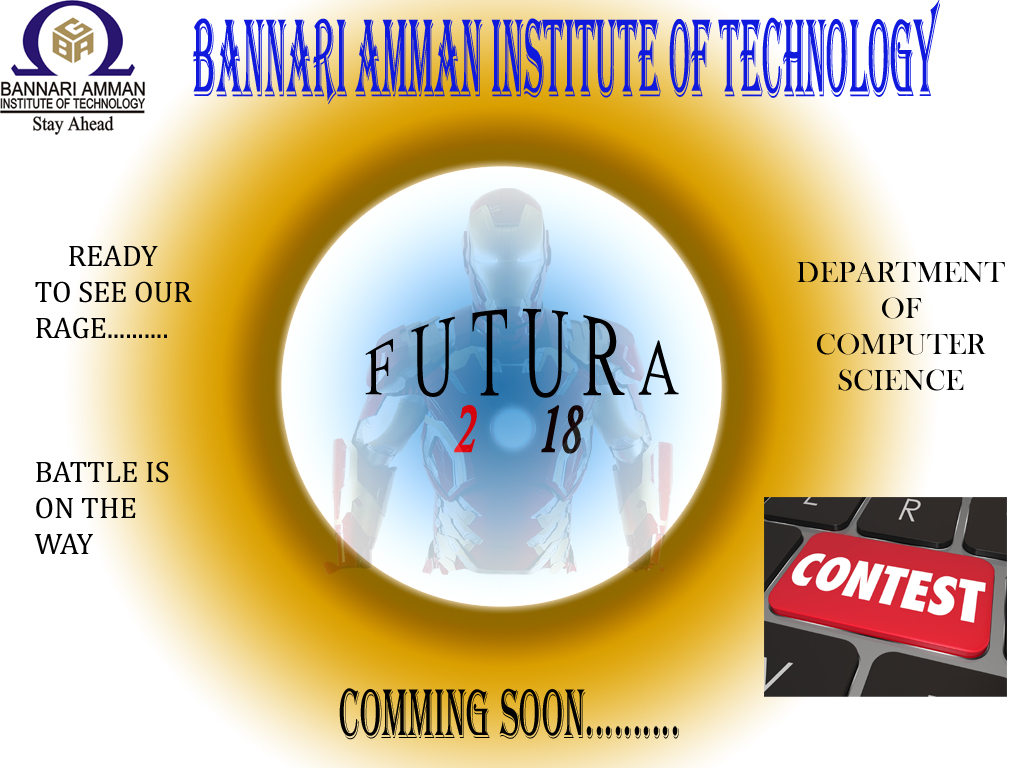 GBA
BANNARI AMMAN
INSTITUTE OF TECHNOLOGY
Stay Ahead
BANNARI AMMAN INSTITUTE OF TECHNOLOGY
READY
TO SEE OUR
RAGE..........
BATTLE IS
ON THE
WAY
FUTURA
2 18
DEPARTMENT
OF
COMPUTER
SCIENCE
R
CONTEST
COMMING SOON..........